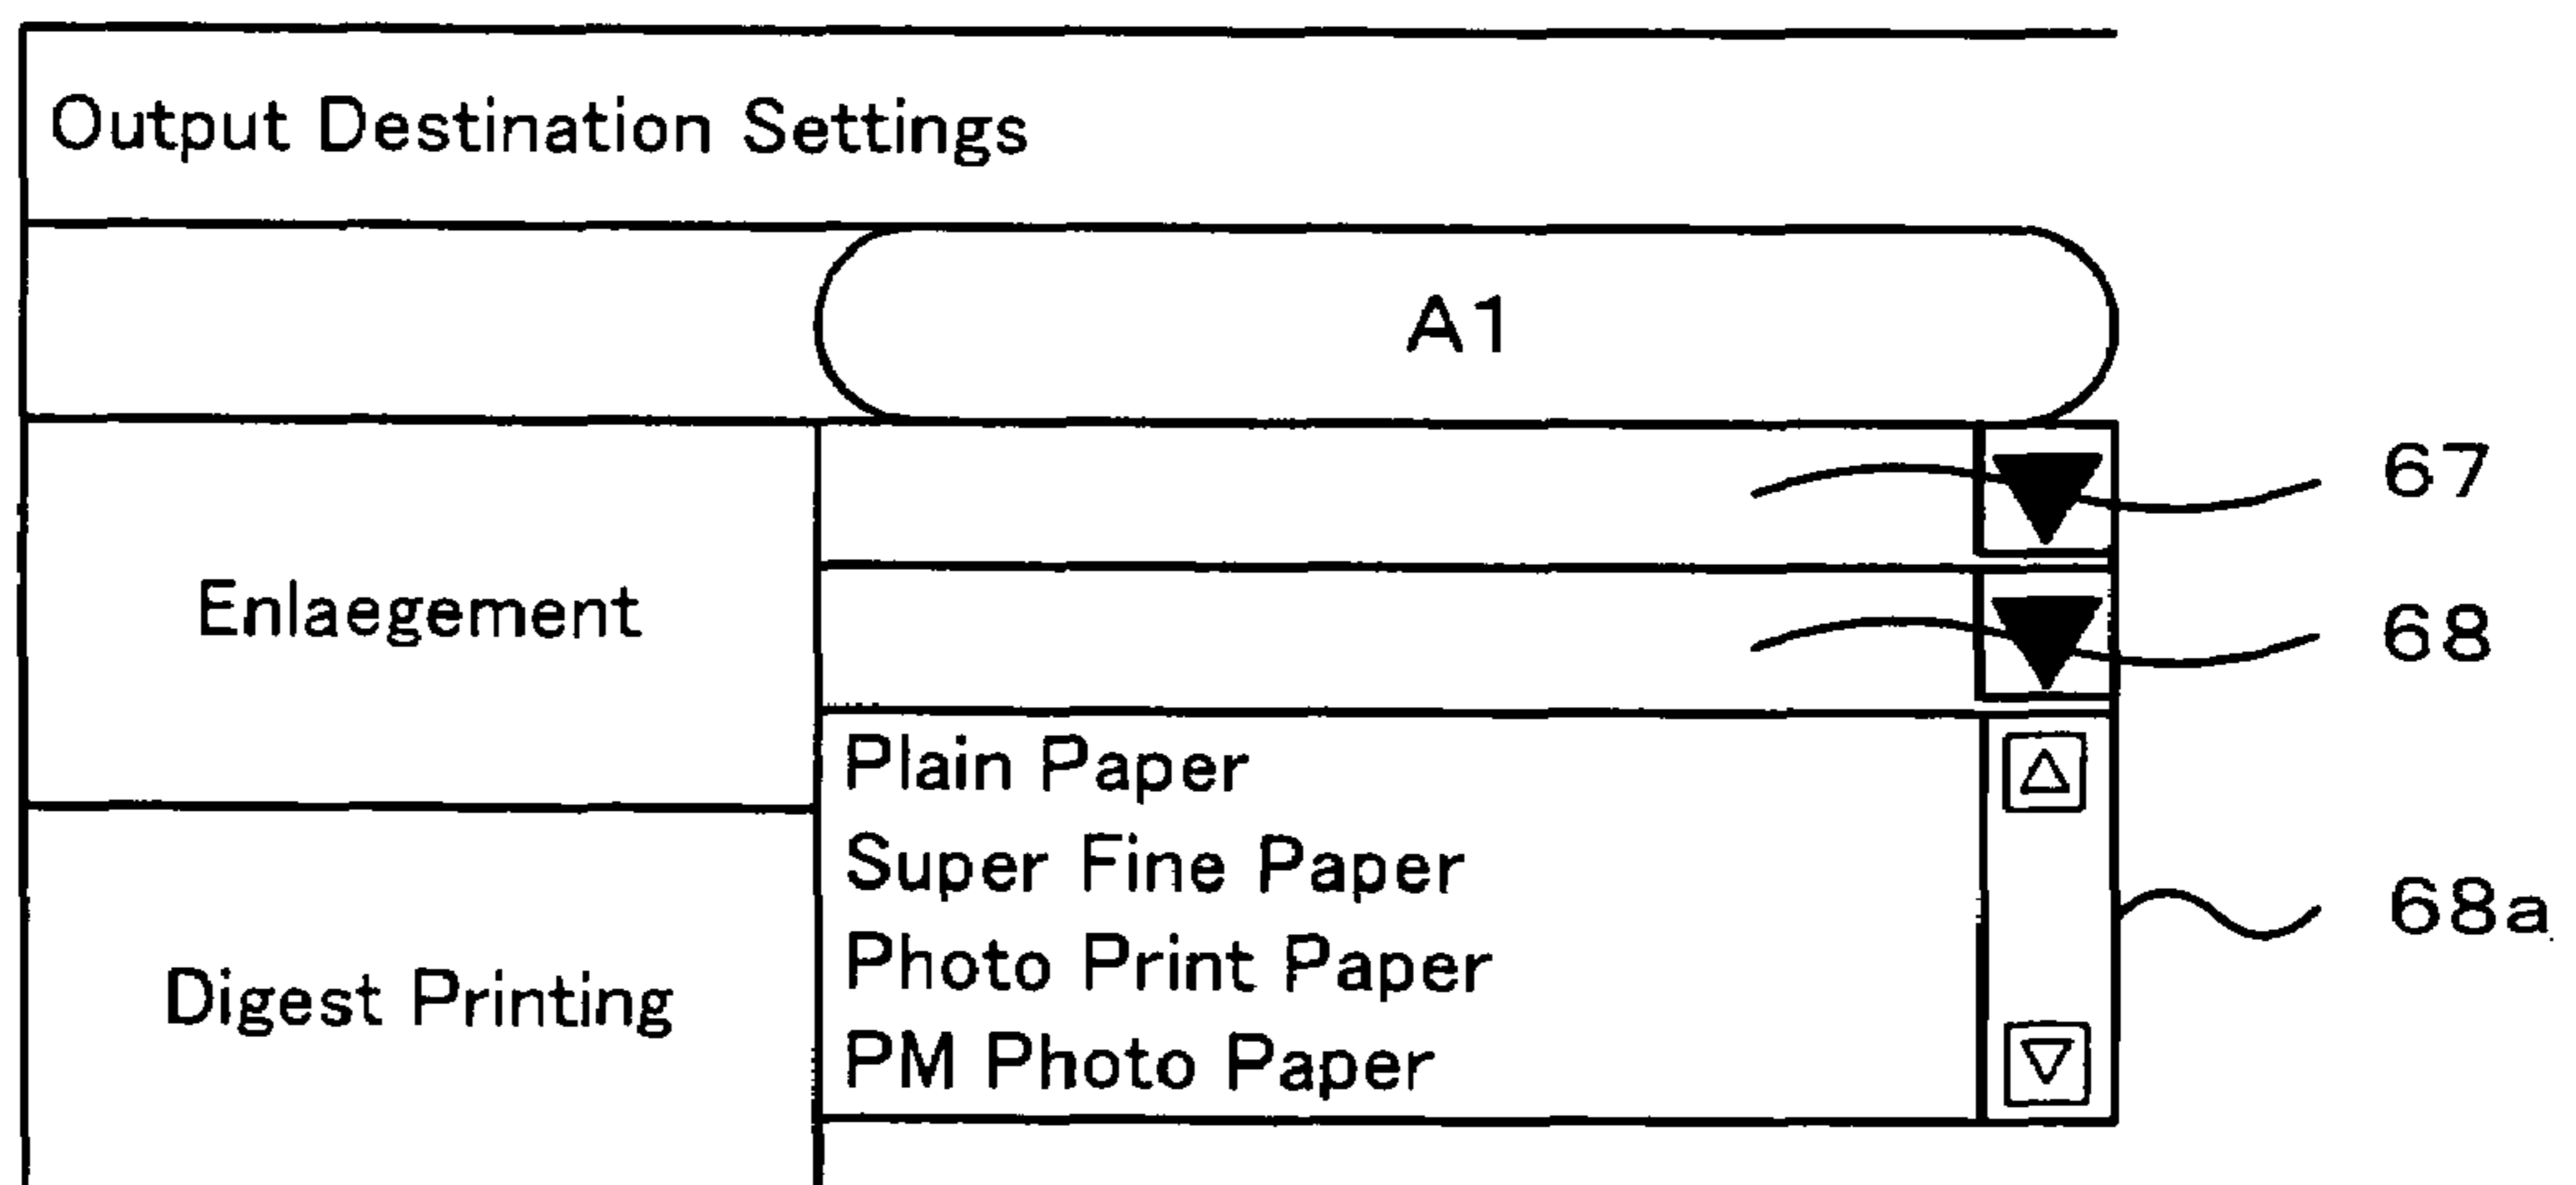 Output Destination Settings
A1
67
Enlaegement
68
Plain Paper
Super Fine Paper
68a
Photo Print Paper
Digest Printing
PM Photo Paper